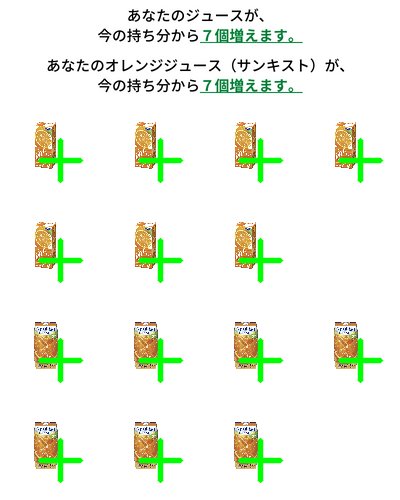 あなたのジュースが、
今の持ち分から７個増えます。
あなたのオレンジジュース（サンキスト）が、
今の持ち分から７個増えます。